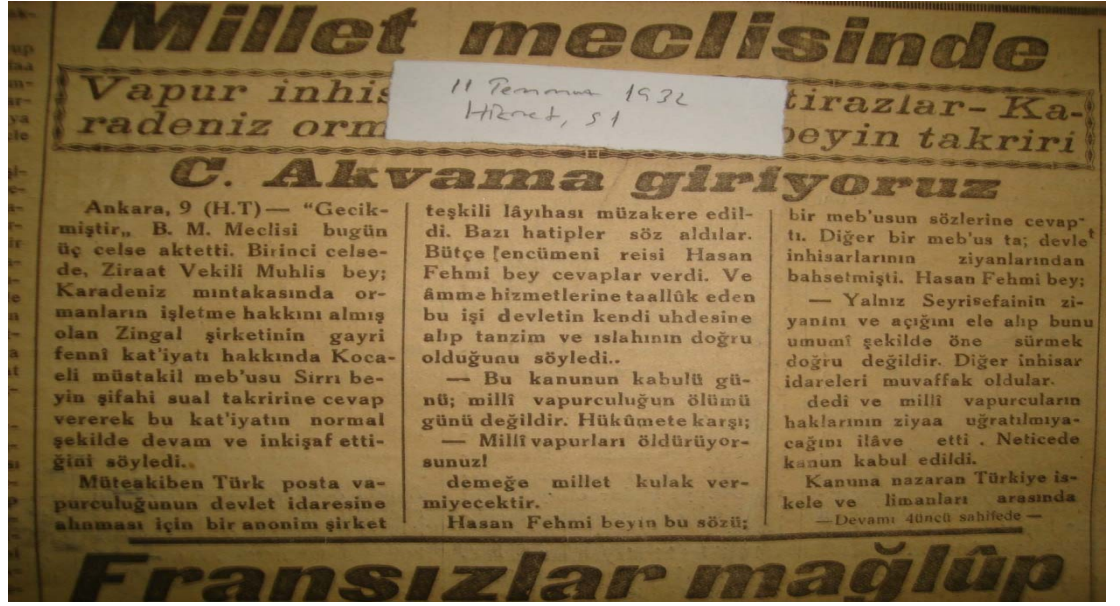 Millet meclisinde
Vapur inhis
tirazlar- Ka-
radeniz orm
beyin takriri
11 Temmuz 1932
Hizmet, s1
C. Akvama giriyoruz
Ankara, 9 (H.T)— “Gecik-
miştir„ B. M. Meclisi bugün
üç celse aktetti. Birinci celse-
de, Ziraat Vekili Muhlis bey;
Karadeniz mıntakasında or-
manların işletme hakkını almış
olan Zingal şirketinin gayri
fennî kat'iyatı hakkında Koca-
eli müstakil meb'usu Sırrı be-
yin şifahi sual takririne cevap
vererek bu kat'iyatın normal
şekilde devam ve inkişaf etti-
ğini söyledi..
Müteakiben Türk posta va-
purculuğunun devlet idaresine
alınması için bir anonim şirket
teşkili lâyıhası müzakere edil-
di. Bazı hatipler söz aldılar.
Bütçe [encümeni reisi Hasan
Fehmi bey cevaplar verdi. Ve
âmme hizmetlerine taallûk eden
bu işi devletin kendi uhdesine
alıp tanzim ve ıslahının doğru
olduğunu söyledi..
— Bu kanunun kabulü gü-
nü; millî vapurculuğun ölümü
günü değildir. Hükûmete karşı;
— Millî vapurları öldürüyor-
sunuz!
demeğe millet kulak ver-
miyecektir.
Hasan Fehmi beyin bu sözü;
bir meb'usun sözlerine cevap-
tı. Diğer bir meb'us ta; devlet
inhisarlarının ziyanlarından
bahsetmişti. Hasan Fehmi bey;
— Yalnız Seyrisefainin zi-
yanını ve açığını ele alıp bunu
umumî şekilde öne sürmek
doğru değildir. Diğer inhisar
idareleri muvaffak oldular.
dedi ve millî vapurcuların
haklarının ziyaa uğratılmıya-
cağını ilâve etti . Neticede
kanun kabul edildi.
Kanuna nazaran Türkiye is-
kele ve limanları arasında
—Devamı 4üncü sahifede —
Fransızlar mağlûp